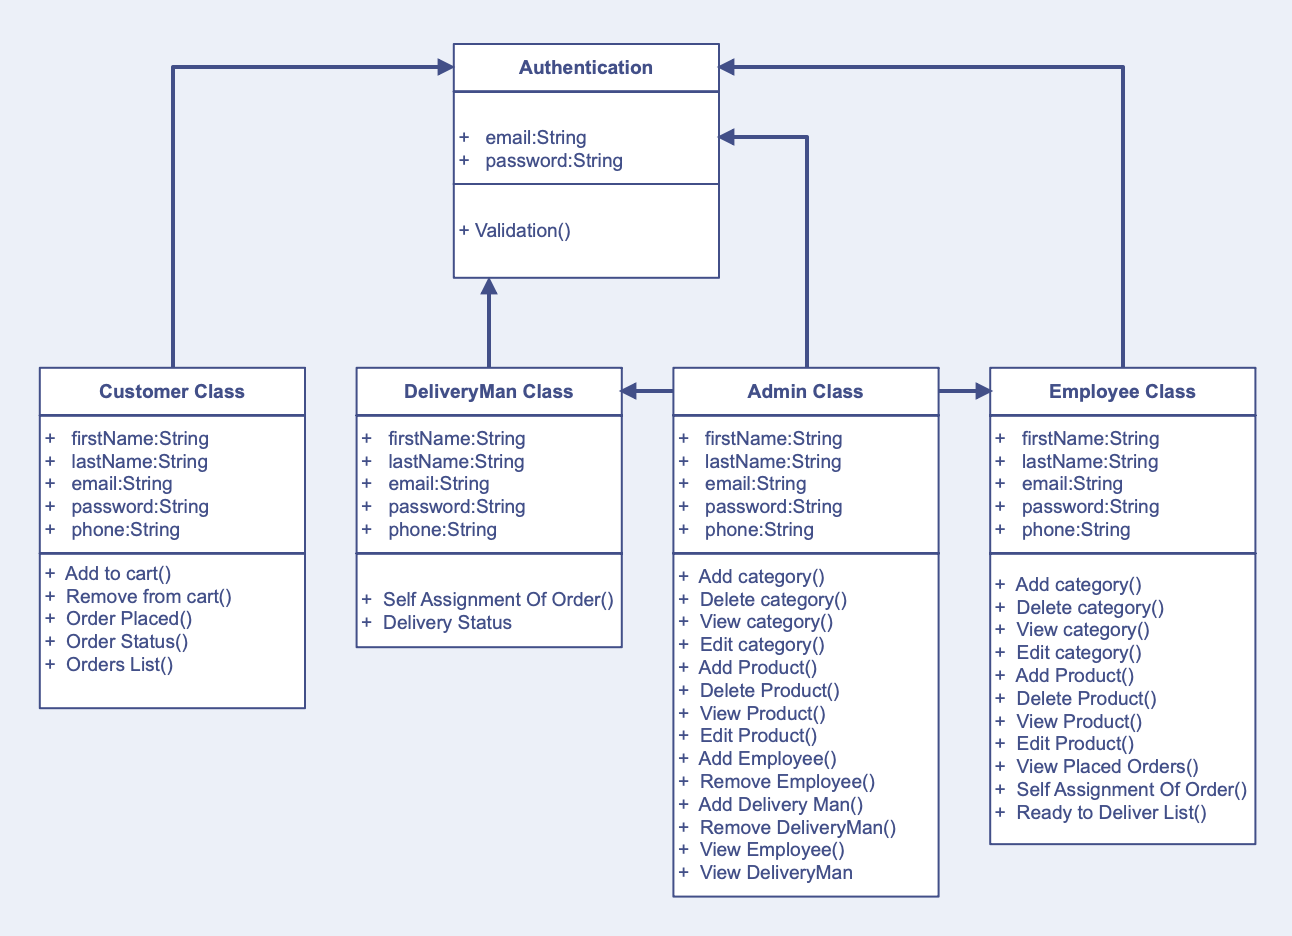 Authentication
+ email:String
+ password:String
+ Validation()
Customer Class
+ firstName:String
+ lastName:String
+ email:String
+ password:String
+ phone:String
+ Add to cart()
+ Remove from cart()
+ Order Placed()
+ Order Status()
+ Orders List()
DeliveryMan Class
+ firstName:String
+ lastName:String
+ email:String
+ password:String
+ phone:String
+ Self Assignment Of Order()
+ Delivery Status
Admin Class
+ firstName:String
+ lastName:String
+ email:String
+ password:String
+ phone:String
+ Add category()
+ Delete category()
+ View category()
+ Edit category()
+ Add Product()
+ Delete Product()
+ View Product()
+ Edit Product()
+ Add Employee()
+ Remove Employee()
+ Add Delivery Man()
+ Remove DeliveryMan()
+ View Employee()
+ View DeliveryMan
Employee Class
+ firstName:String
+ lastName:String
+ email:String
+ password:String
+ phone:String
+ Add category()
+ Delete category()
+ View category()
+ Edit category()
+ Add Product()
+ Delete Product()
+ View Product()
+ Edit Product()
+ View Placed Orders()
+ Self Assignment Of Order()
+ Ready to Deliver List()